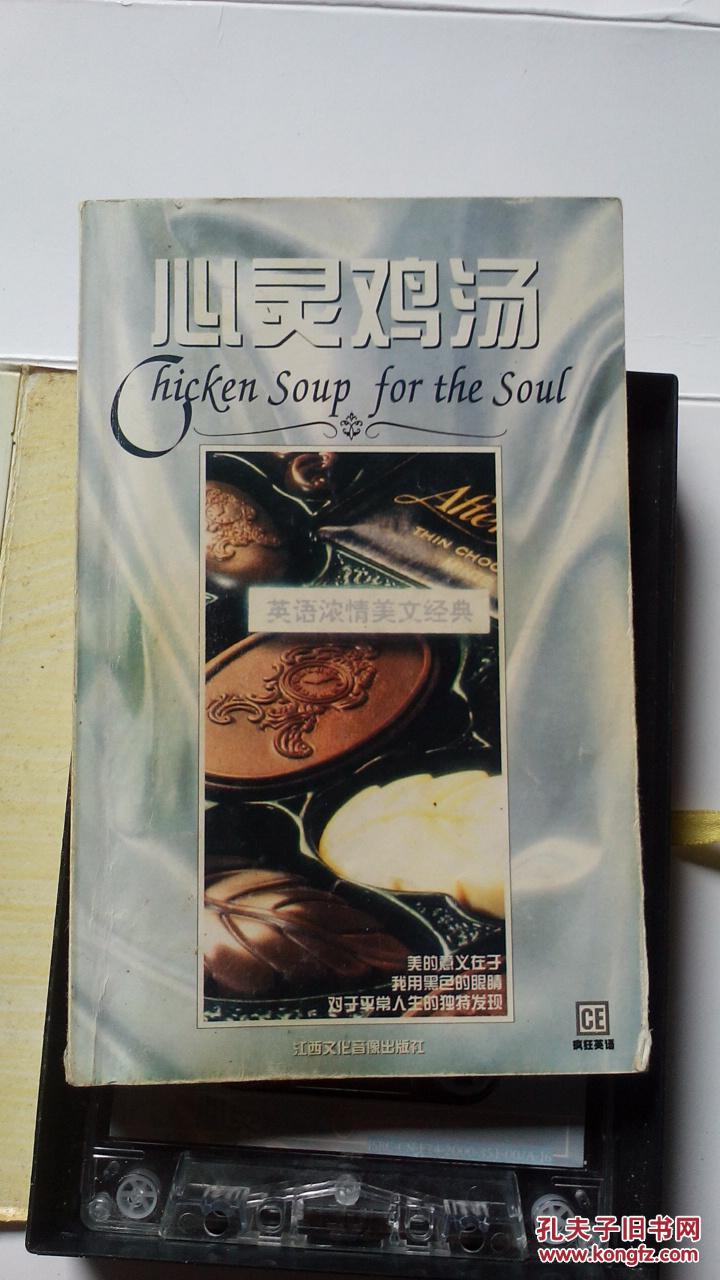 心灵鸡汤
Chicken Soup for the Soul
After
THIN CHOC
英语浓情美文经典
美的意义在于
我用黑色的眼睛
对于平常人生的独特发现
CE
疯狂英语
江西文化音像出版社
孔夫子旧书网
www.kongfz.com